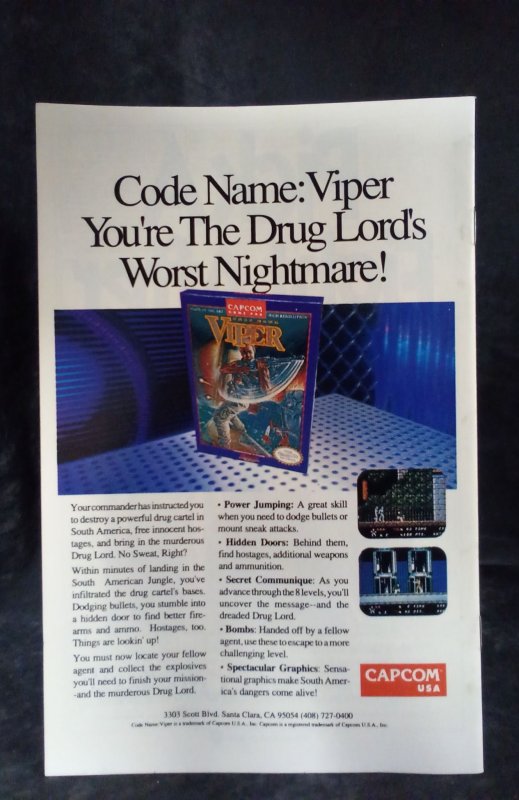 Code Name: Viper
You're The Drug Lord's
Worst Nightmare!
CAPCOM
HIGH RESOLUTION
VIPER
Your commander has instructed you
to destroy a powerful drug cartel in
South America, free innocent hos-
tages, and bring in the murderous
Drug Lord. No Sweat, Right?
Within minutes of landing in the
South American Jungle, you've
infiltrated the drug cartel's bases.
Dodging bullets, you stumble into
a hidden door to find better fire-
arms and ammo. Hostages, too.
Things are lookin' up!
You must now locate your fellow
agent and collect the explosives
you'll need to finish your mission-
-and the murderous Drug Lord.
• Power Jumping: A great skill
when you need to dodge bullets or
mount sneak attacks.
• Hidden Doors: Behind them,
find hostages, additional weapons
and ammunition.
• Secret Communique: As you
advance through the 8 levels, you'll
uncover the message--and the
dreaded Drug Lord.
• Bombs: Handed off by a fellow
agent, use these to escape to a more
challenging level.
• Spectacular Graphics: Sensa-
tional graphics make South Amer-
ica's dangers come alive!
CAPCOM
USA
3303 Scott Blvd. Santa Clara, CA 95054 (408) 727-0400
Code Name: Viper is a trademark of Capcom U.S.A., Inc. Capcom is a registered trademark of Capcom U.S.A., Inc.